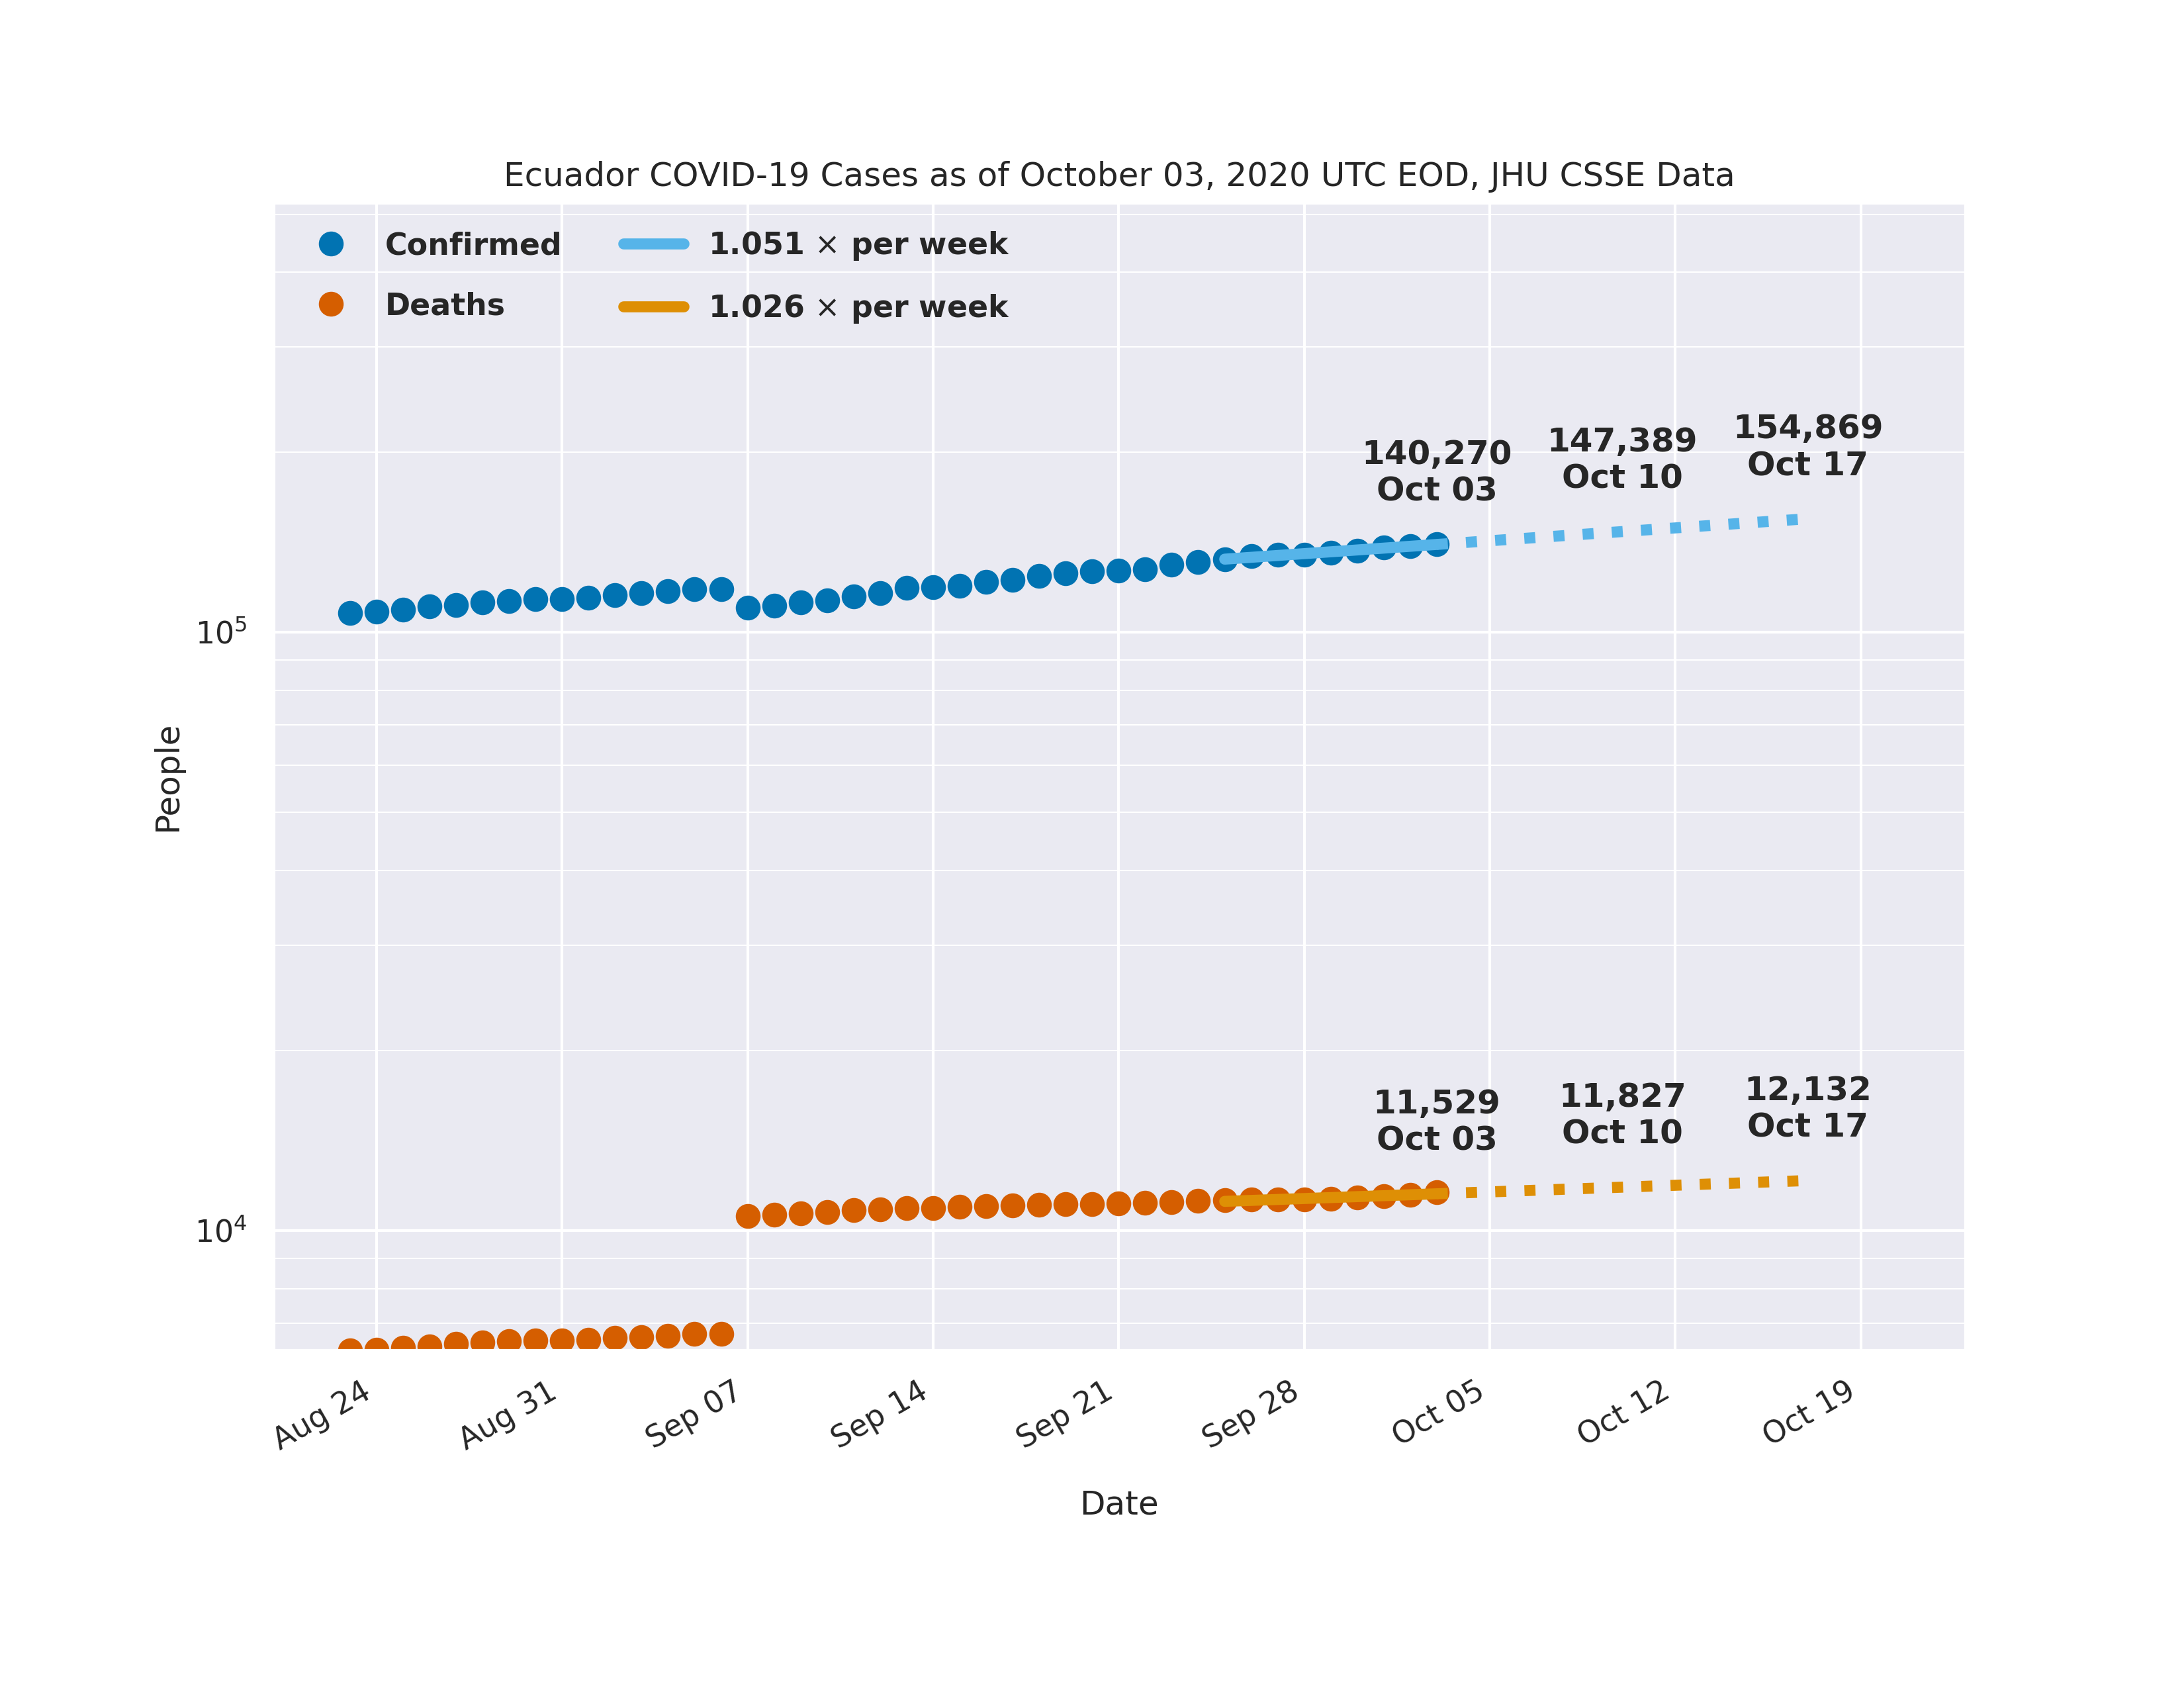 Ecuador COVID-19 Cases as of October 03, 2020 UTC EOD, JHU CSSE Data
Confirmed
Deaths
1.051 × per week
1.026 × per week
140,270
Oct 03
147,389
Oct 10
154,869
Oct 17
10⁵
People
11,529
Oct 03
11,827
Oct 10
12,132
Oct 17
10⁴
Aug 24
Aug 31
Sep 07
Sep 14
Sep 21
Sep 28
Oct 05
Oct 12
Oct 19
Date